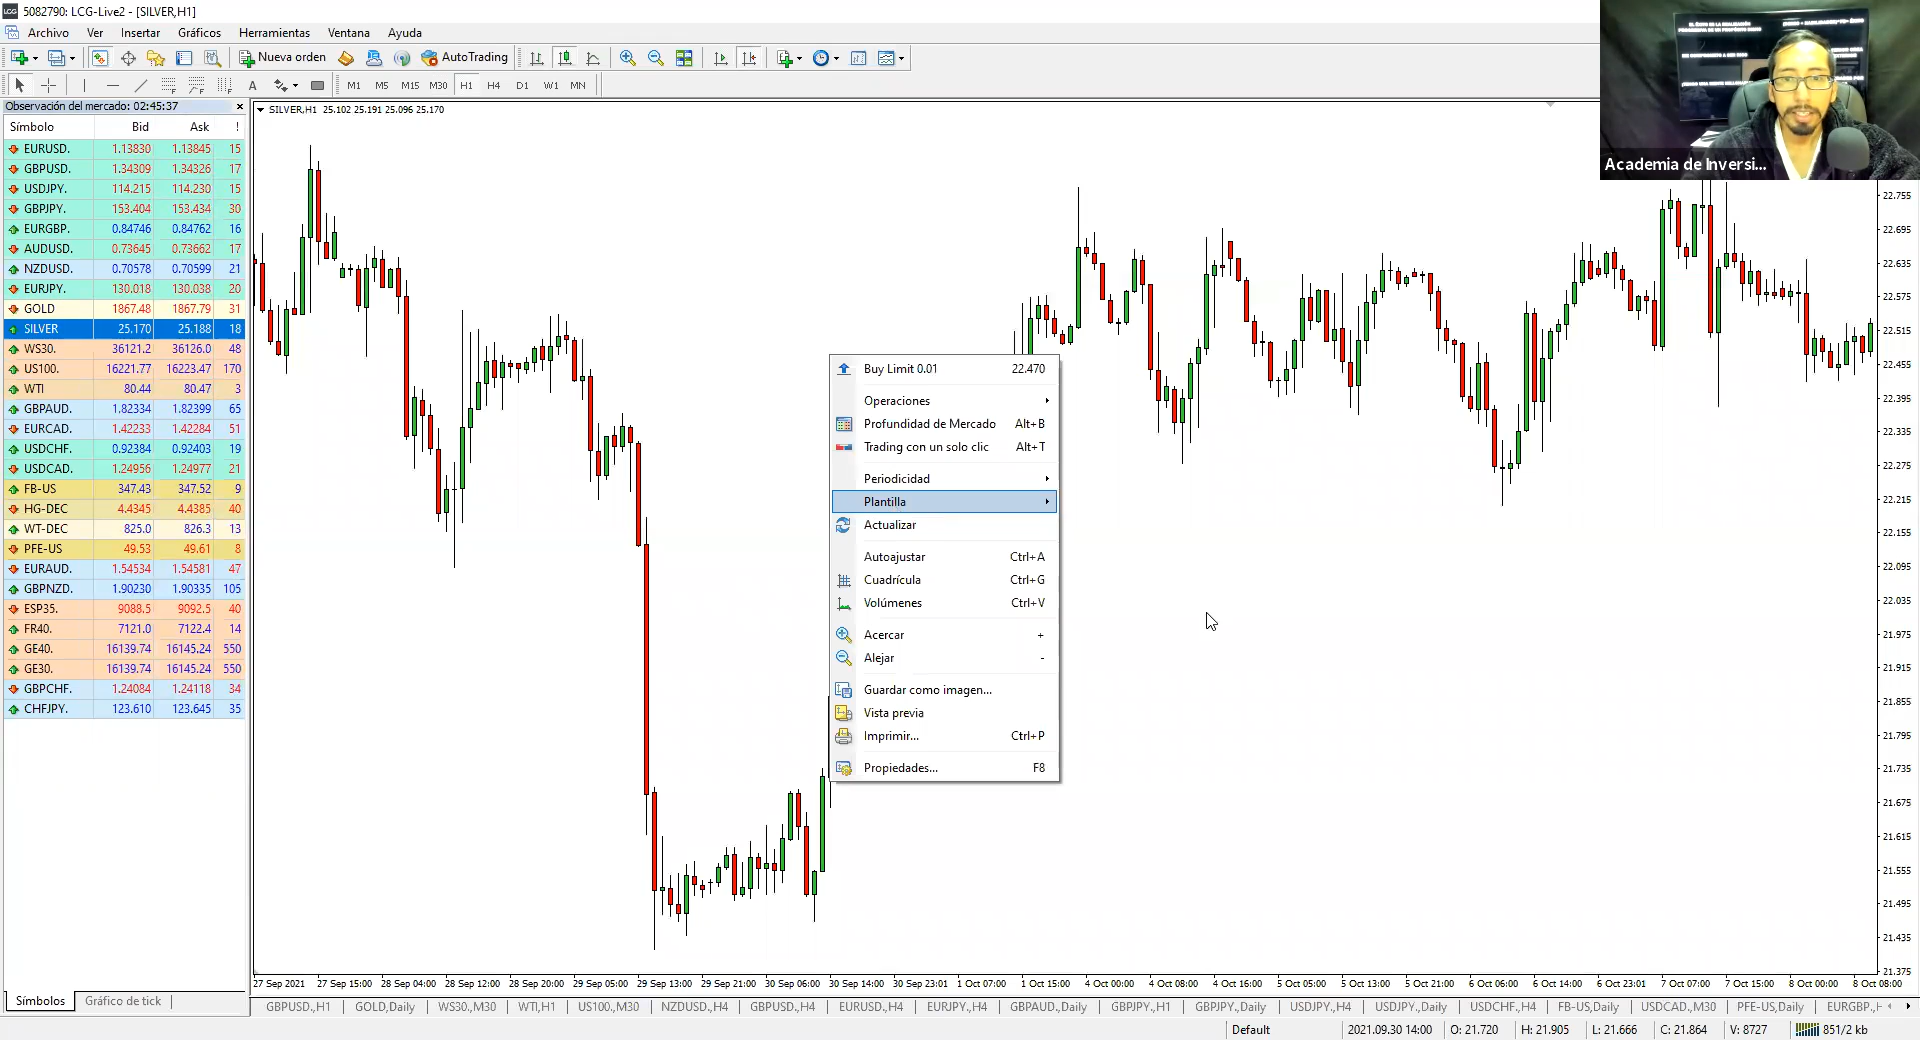 5082790: LCG-Live2 - [SILVER,H1]
Archivo Ver Insertar Gráficos Herramientas Ventana Ayuda
Nueva orden AutoTrading
A M1 M5 M15 M30 H1 H4 D1 W1 MN
Observación del mercado: 02:45:37
Símbolo Bid Ask !
EURUSD. 1.13830 1.13845 15
GBPUSD. 1.34309 1.34326 17
USDJPY. 114.215 114.230 15
GBPJPY. 153.404 153.434 30
EURGBP. 0.84746 0.84762 16
AUDUSD. 0.73645 0.73662 17
NZDUSD. 0.70578 0.70599 21
EURJPY. 130.018 130.038 20
GOLD 1867.48 1867.79 31
SILVER 25.170 25.188 18
WS30. 36121.2 36126.0 48
US100. 16221.77 16223.47 170
WTI 80.44 80.47 3
GBPAUD. 1.82334 1.82399 65
EURCAD. 1.42233 1.42284 51
USDCHF. 0.92384 0.92403 19
USDCAD. 1.24956 1.24977 21
FB-US 347.43 347.52 9
HG-DEC 4.4345 4.4385 40
WT-DEC 825.0 826.3 13
PFE-US 49.53 49.61 8
EURAUD. 1.54534 1.54581 47
GBPNZD. 1.90230 1.90335 105
ESP35. 9088.5 9092.5 40
FR40. 7121.0 7122.4 14
GE40. 16139.74 16145.24 550
GE30. 16139.74 16145.24 550
GBPCHF. 1.24084 1.24118 34
CHFJPY. 123.610 123.645 35
Símbolos Gráfico de tick
SILVER,H1 25.102 25.191 25.096 25.170
Buy Limit 0.01 22.470
Operaciones
Profundidad de Mercado Alt+B
Trading con un solo clic Alt+T
Periodicidad
Plantilla
Actualizar
Autoajustar Ctrl+A
Cuadrícula Ctrl+G
Volúmenes Ctrl+V
Acercar +
Alejar -
Guardar como imagen...
Vista previa
Imprimir... Ctrl+P
Propiedades... F8
Academia de Inversi...
22.755
22.695
22.635
22.575
22.515
22.455
22.395
22.335
22.275
22.215
22.155
22.095
22.035
21.975
21.915
21.855
21.795
21.735
21.675
21.615
21.555
21.495
21.435
21.375
27 Sep 2021 27 Sep 15:00 28 Sep 04:00 28 Sep 12:00 28 Sep 20:00 29 Sep 05:00 29 Sep 13:00 29 Sep 21:00 30 Sep 06:00 30 Sep 14:00 30 Sep 23:01 1 Oct 07:00 1 Oct 15:00 4 Oct 00:00 4 Oct 08:00 4 Oct 16:00 5 Oct 05:00 5 Oct 13:00 5 Oct 21:00 6 Oct 06:00 6 Oct 14:00 6 Oct 23:01 7 Oct 07:00 7 Oct 15:00 8 Oct 00:00 8 Oct 08:00
GBPUSD.,H1 GOLD,Daily WS30.,M30 WTI,H1 US100.,M30 NZDUSD.,H4 GBPUSD.,H4 EURUSD.,H4 EURJPY.,H4 GBPAUD.,Daily GBPJPY.,H1 GBPJPY.,Daily USDJPY.,H4 USDJPY.,Daily USDCHF.,H4 FB-US,Daily USDCAD.,M30 PFE-US,Daily EURGBP.,H
Default 2021.09.30 14:00 O: 21.720 H: 21.905 L: 21.666 C: 21.864 V: 8727 851/2 kb